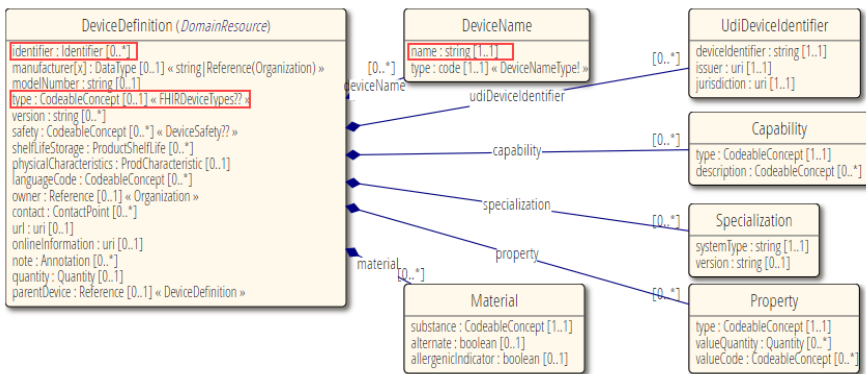 DeviceDefinition (DomainResource)
identifier : Identifier [0..*]
manufacturer[x] : DataType [0..1] « string|Reference(Organization) »
modelNumber : string [0..1]
type : CodeableConcept [0..1] « FHIRDeviceTypes?? »
version : string [0..*]
safety : CodeableConcept [0..*] « DeviceSafety?? »
shelfLifeStorage : ProductShelfLife [0..*]
physicalCharacteristics : ProdCharacteristic [0..1]
languageCode : CodeableConcept [0..*]
owner : Reference [0..1] « Organization »
contact : ContactPoint [0..*]
url : uri [0..1]
onlineInformation : uri [0..1]
note : Annotation [0..*]
quantity : Quantity [0..1]
parentDevice : Reference [0..1] « DeviceDefinition »
[0..*]
deviceName
DeviceName
name : string [1..1]
type : code [1..1] « DeviceNameType! »
udiDeviceIdentifier
[0..*]
UdiDeviceIdentifier
deviceIdentifier : string [1..1]
issuer : uri [1..1]
jurisdiction : uri [1..1]
capability
[0..*]
Capability
type : CodeableConcept [1..1]
description : CodeableConcept [0..*]
specialization
[0..*]
Specialization
systemType : string [1..1]
version : string [0..1]
property
[0..*]
Property
type : CodeableConcept [1..1]
valueQuantity : Quantity [0..*]
valueCode : CodeableConcept [0..*]
material
[0..*]
Material
substance : CodeableConcept [1..1]
alternate : boolean [0..1]
allergenicIndicator : boolean [0..1]